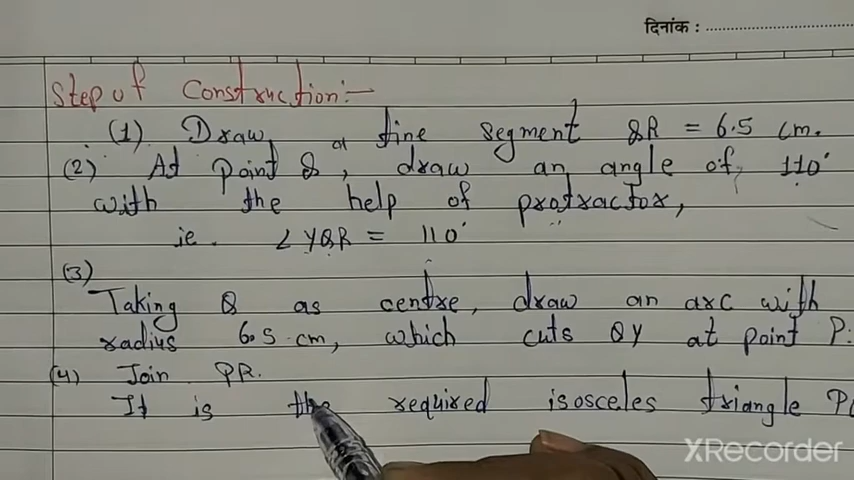 दिनांक :
Step of Construction:-
(1) Draw a line segment QR = 6.5 cm.
(2) At Point Q, draw an angle of 110°
with the help of protractor,
ie. ∠YQR = 110°
(3)
Taking Q as centre, draw an arc with
radius 6.5 cm, which cuts QY at point P.
(4) Join PR.
It is the required isosceles triangle
XRecorder